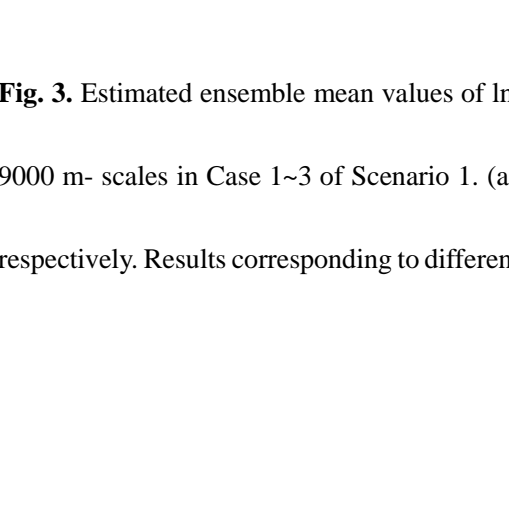 Fig. 3. Estimated ensemble mean values of ln
9000 m- scales in Case 1~3 of Scenario 1. (a
respectively. Results corresponding to differen